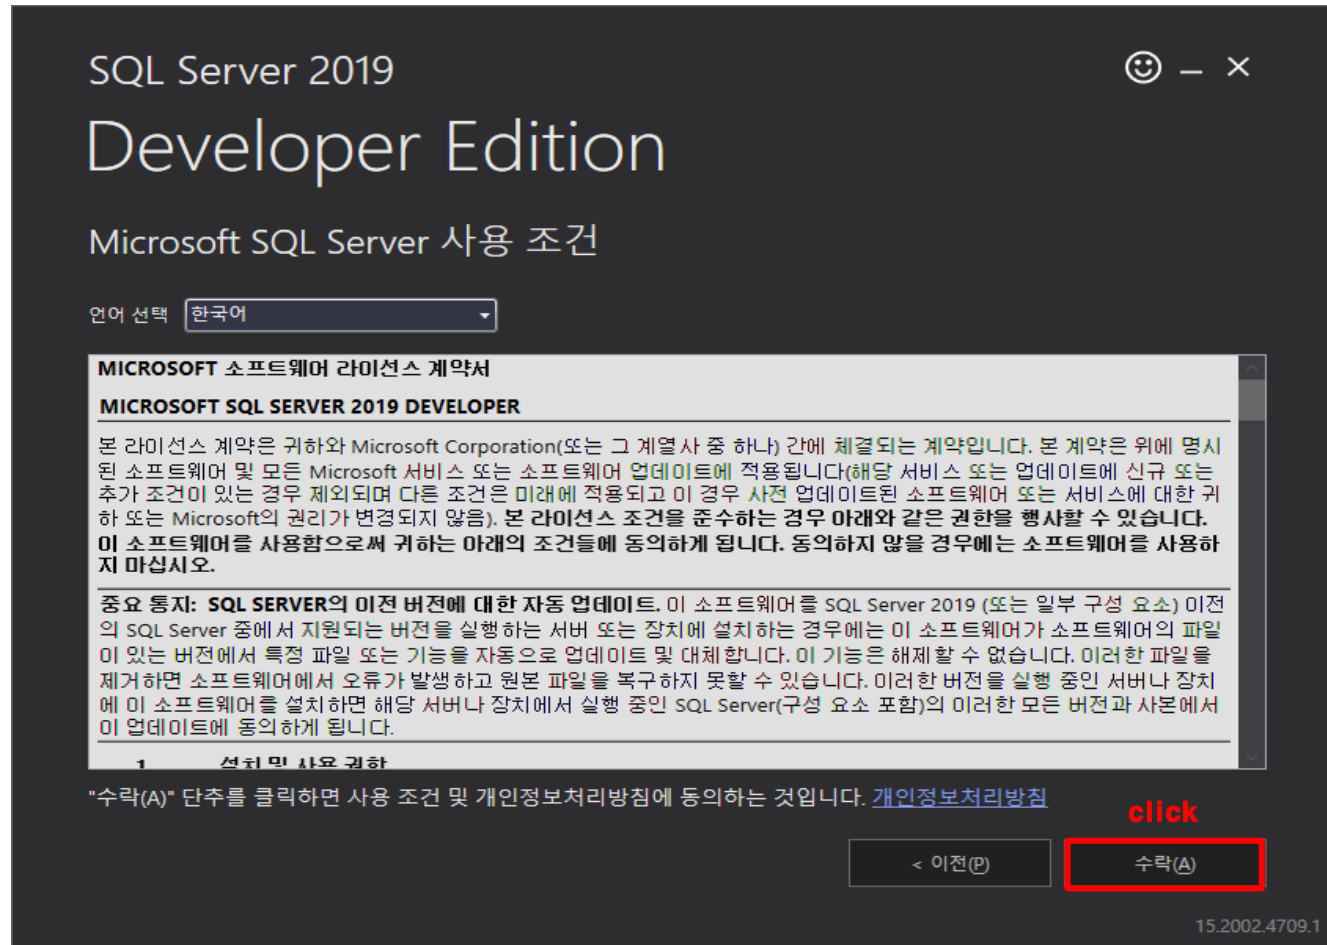 SQL Server 2019
Developer Edition
Microsoft SQL Server 사용 조건
언어 선택 한국어
MICROSOFT 소프트웨어 라이선스 계약서
MICROSOFT SQL SERVER 2019 DEVELOPER
본 라이선스 계약은 귀하와 Microsoft Corporation(또는 그 계열사 중 하나) 간에 체결되는 계약입니다. 본 계약은 위에 명시
된 소프트웨어 및 모든 Microsoft 서비스 또는 소프트웨어 업데이트에 적용됩니다(해당 서비스 또는 업데이트에 신규 또는
추가 조건이 있는 경우 제외되며 다른 조건은 미래에 적용되고 이 경우 사전 업데이트된 소프트웨어 또는 서비스에 대한 귀
하 또는 Microsoft의 권리가 변경되지 않음). 본 라이선스 조건을 준수하는 경우 아래와 같은 권한을 행사할 수 있습니다.
이 소프트웨어를 사용함으로써 귀하는 아래의 조건들에 동의하게 됩니다. 동의하지 않을 경우에는 소프트웨어를 사용하
지 마십시오.
중요 통지: SQL SERVER의 이전 버전에 대한 자동 업데이트. 이 소프트웨어를 SQL Server 2019 (또는 일부 구성 요소) 이전
의 SQL Server 중에서 지원되는 버전을 실행하는 서버 또는 장치에 설치하는 경우에는 이 소프트웨어가 소프트웨어의 파일
이 있는 버전에서 특정 파일 또는 기능을 자동으로 업데이트 및 대체합니다. 이 기능은 해제할 수 없습니다. 이러한 파일을
제거하면 소프트웨어에서 오류가 발생하고 원본 파일을 복구하지 못할 수 있습니다. 이러한 버전을 실행 중인 서버나 장치
에 이 소프트웨어를 설치하면 해당 서버나 장치에서 실행 중인 SQL Server(구성 요소 포함)의 이러한 모든 버전과 사본에서
이 업데이트에 동의하게 됩니다.
1. 설치 및 사용 권한
"수락(A)" 단추를 클릭하면 사용 조건 및 개인정보처리방침에 동의하는 것입니다. 개인정보처리방침
click
< 이전(P) 수락(A)
15.2002.4709.1